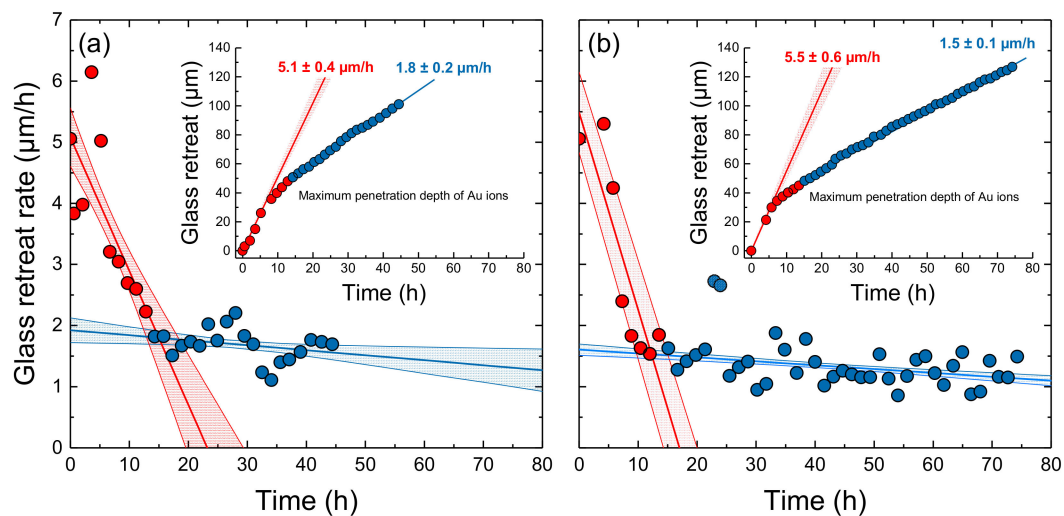 (a)
Glass retreat rate (µm/h)
7
6
5
4
3
2
1
0
0 10 20 30 40 50 60 70 80
Time (h)
Glass retreat (µm)
140
120
100
80
60
40
20
0
0 10 20 30 40 50 60 70 80
Time (h)
5.1 ± 0.4 µm/h
1.8 ± 0.2 µm/h
Maximum penetration depth of Au ions
(b)
0 10 20 30 40 50 60 70 80
Time (h)
Glass retreat (µm)
140
120
100
80
60
40
20
0
0 10 20 30 40 50 60 70 80
Time (h)
5.5 ± 0.6 µm/h
1.5 ± 0.1 µm/h
Maximum penetration depth of Au ions